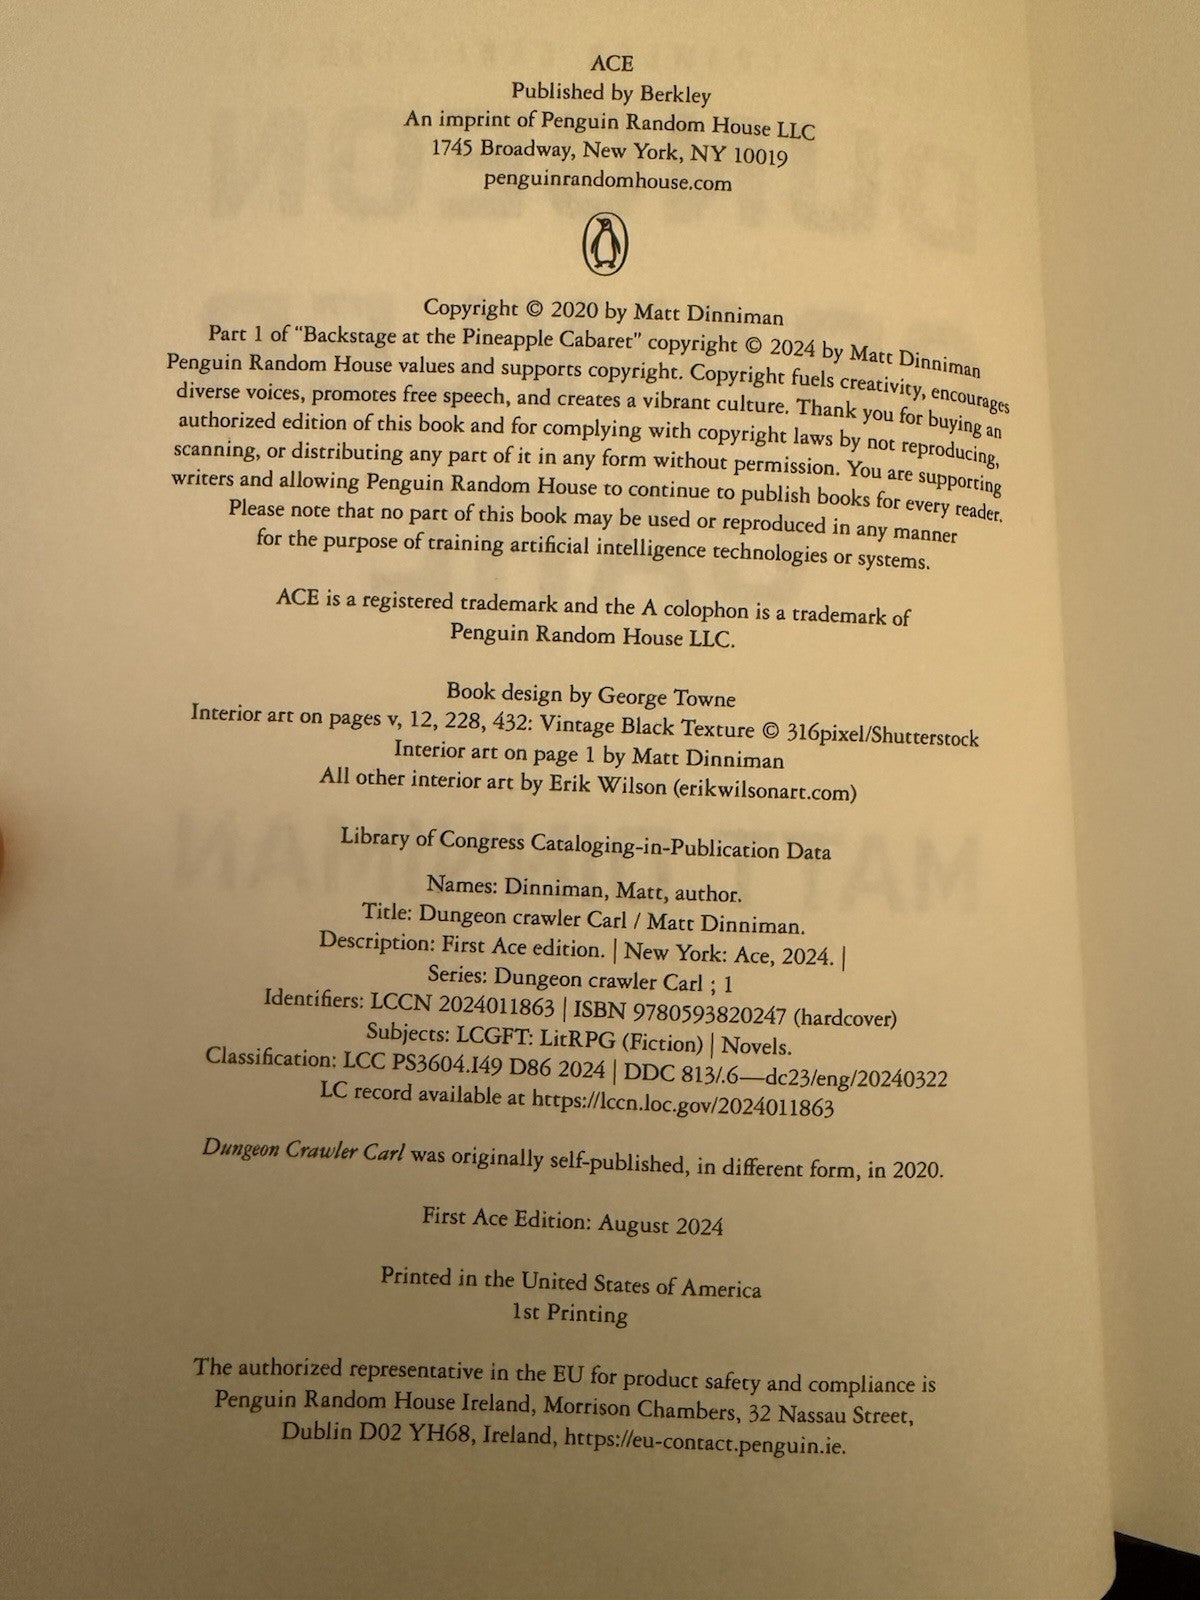 ACE
Published by Berkley
An imprint of Penguin Random House LLC
1745 Broadway, New York, NY 10019
penguinrandomhouse.com
Copyright © 2020 by Matt Dinniman
Part 1 of “Backstage at the Pineapple Cabaret” copyright © 2024 by Matt Dinniman
Penguin Random House values and supports copyright. Copyright fuels creativity, encourages
diverse voices, promotes free speech, and creates a vibrant culture. Thank you for buying an
authorized edition of this book and for complying with copyright laws by not reproducing,
scanning, or distributing any part of it in any form without permission. You are supporting
writers and allowing Penguin Random House to continue to publish books for every reader.
Please note that no part of this book may be used or reproduced in any manner
for the purpose of training artificial intelligence technologies or systems.
ACE is a registered trademark and the A colophon is a trademark of
Penguin Random House LLC.
Book design by George Towne
Interior art on pages v, 12, 228, 432: Vintage Black Texture © 316pixel/Shutterstock
Interior art on page 1 by Matt Dinniman
All other interior art by Erik Wilson (erikwilsonart.com)
Library of Congress Cataloging-in-Publication Data
Names: Dinniman, Matt, author.
Title: Dungeon crawler Carl / Matt Dinniman.
Description: First Ace edition. | New York: Ace, 2024. |
Series: Dungeon crawler Carl ; 1
Identifiers: LCCN 2024011863 | ISBN 9780593820247 (hardcover)
Subjects: LCGFT: LitRPG (Fiction) | Novels.
Classification: LCC PS3604.I49 D86 2024 | DDC 813/.6—dc23/eng/20240322
LC record available at https://lccn.loc.gov/2024011863
Dungeon Crawler Carl was originally self-published, in different form, in 2020.
First Ace Edition: August 2024
Printed in the United States of America
1st Printing
The authorized representative in the EU for product safety and compliance is
Penguin Random House Ireland, Morrison Chambers, 32 Nassau Street,
Dublin D02 YH68, Ireland, https://eu-contact.penguin.ie.